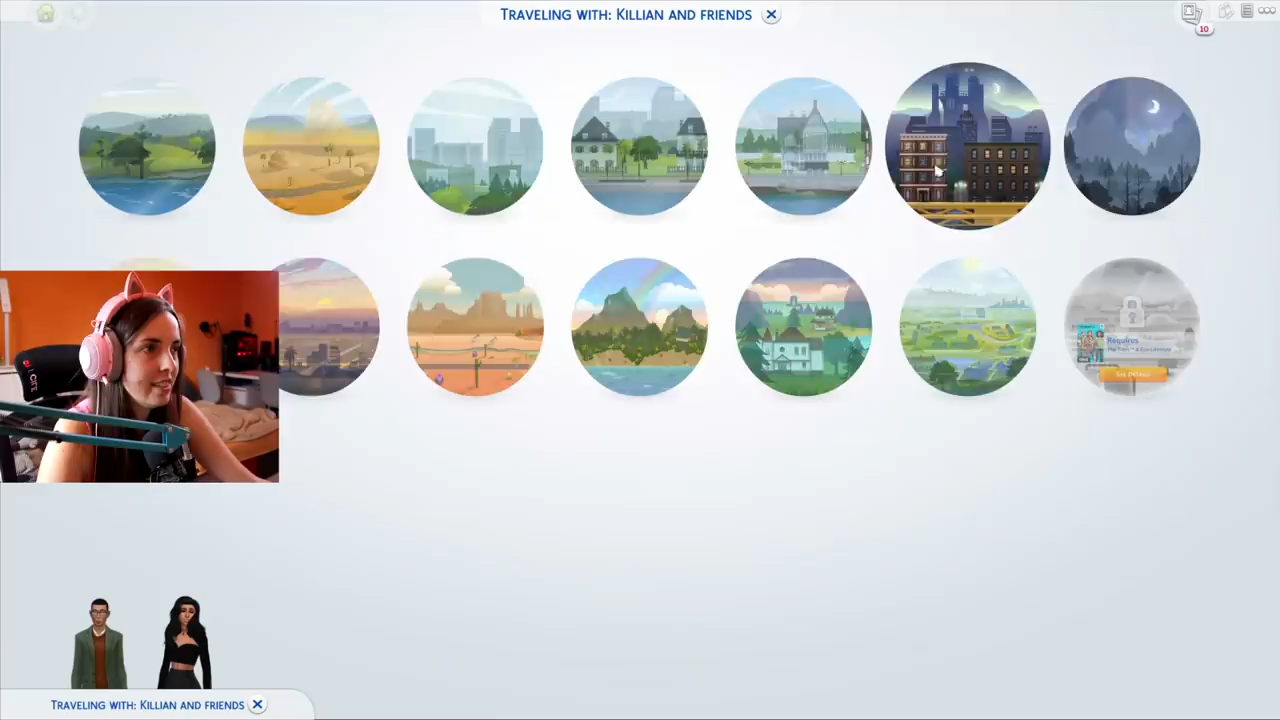 TRAVELING WITH: KILLIAN AND FRIENDS
10
Requires
TRAVELING WITH: KILLIAN AND FRIENDS